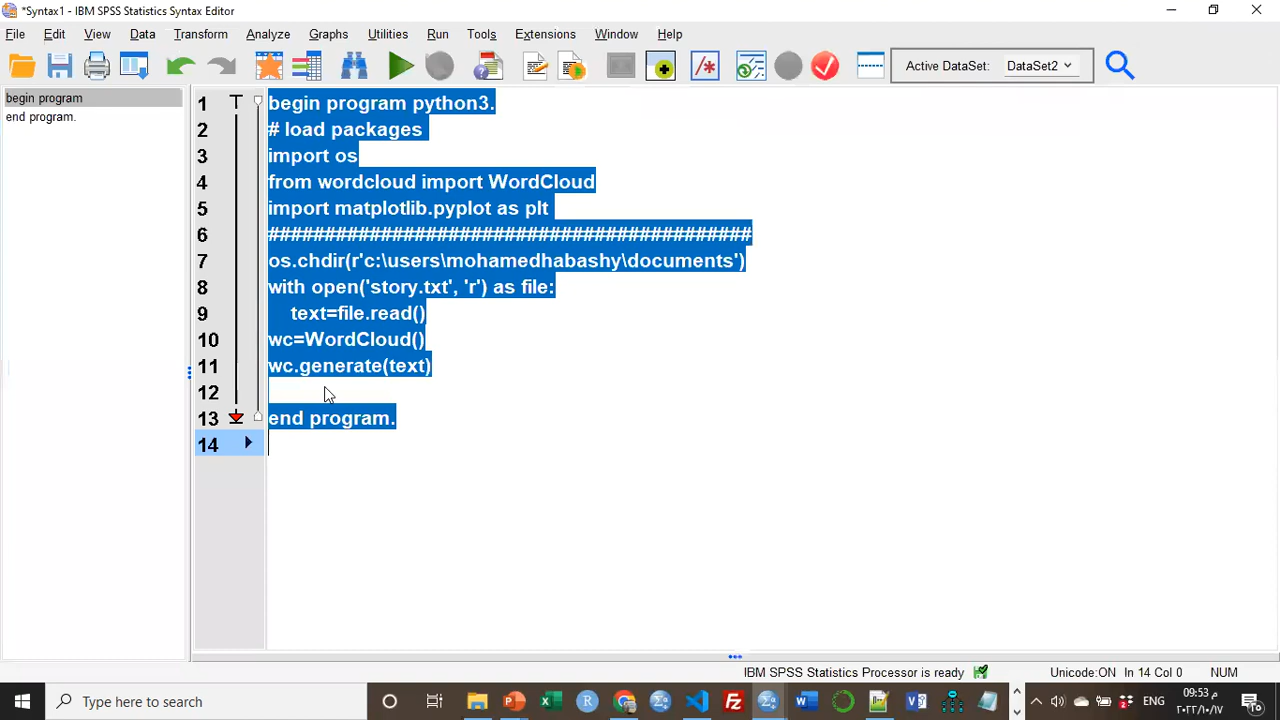 *Syntax1 - IBM SPSS Statistics Syntax Editor
File Edit View Data Transform Analyze Graphs Utilities Run Tools Extensions Window Help
Active DataSet: DataSet2
begin program
end program.
1 begin program python3.
2 # load packages
3 import os
4 from wordcloud import WordCloud
5 import matplotlib.pyplot as plt
6 ###########################################
7 os.chdir(r'c:\users\mohamedhabashy\documents')
8 with open('story.txt', 'r') as file:
9 text=file.read()
10 wc=WordCloud()
11 wc.generate(text)
12
13 end program.
14
IBM SPSS Statistics Processor is ready Unicode:ON In 14 Col 0 NUM
Type here to search
ENG
م 09:53
٢٠٢٢/١٠/١٧